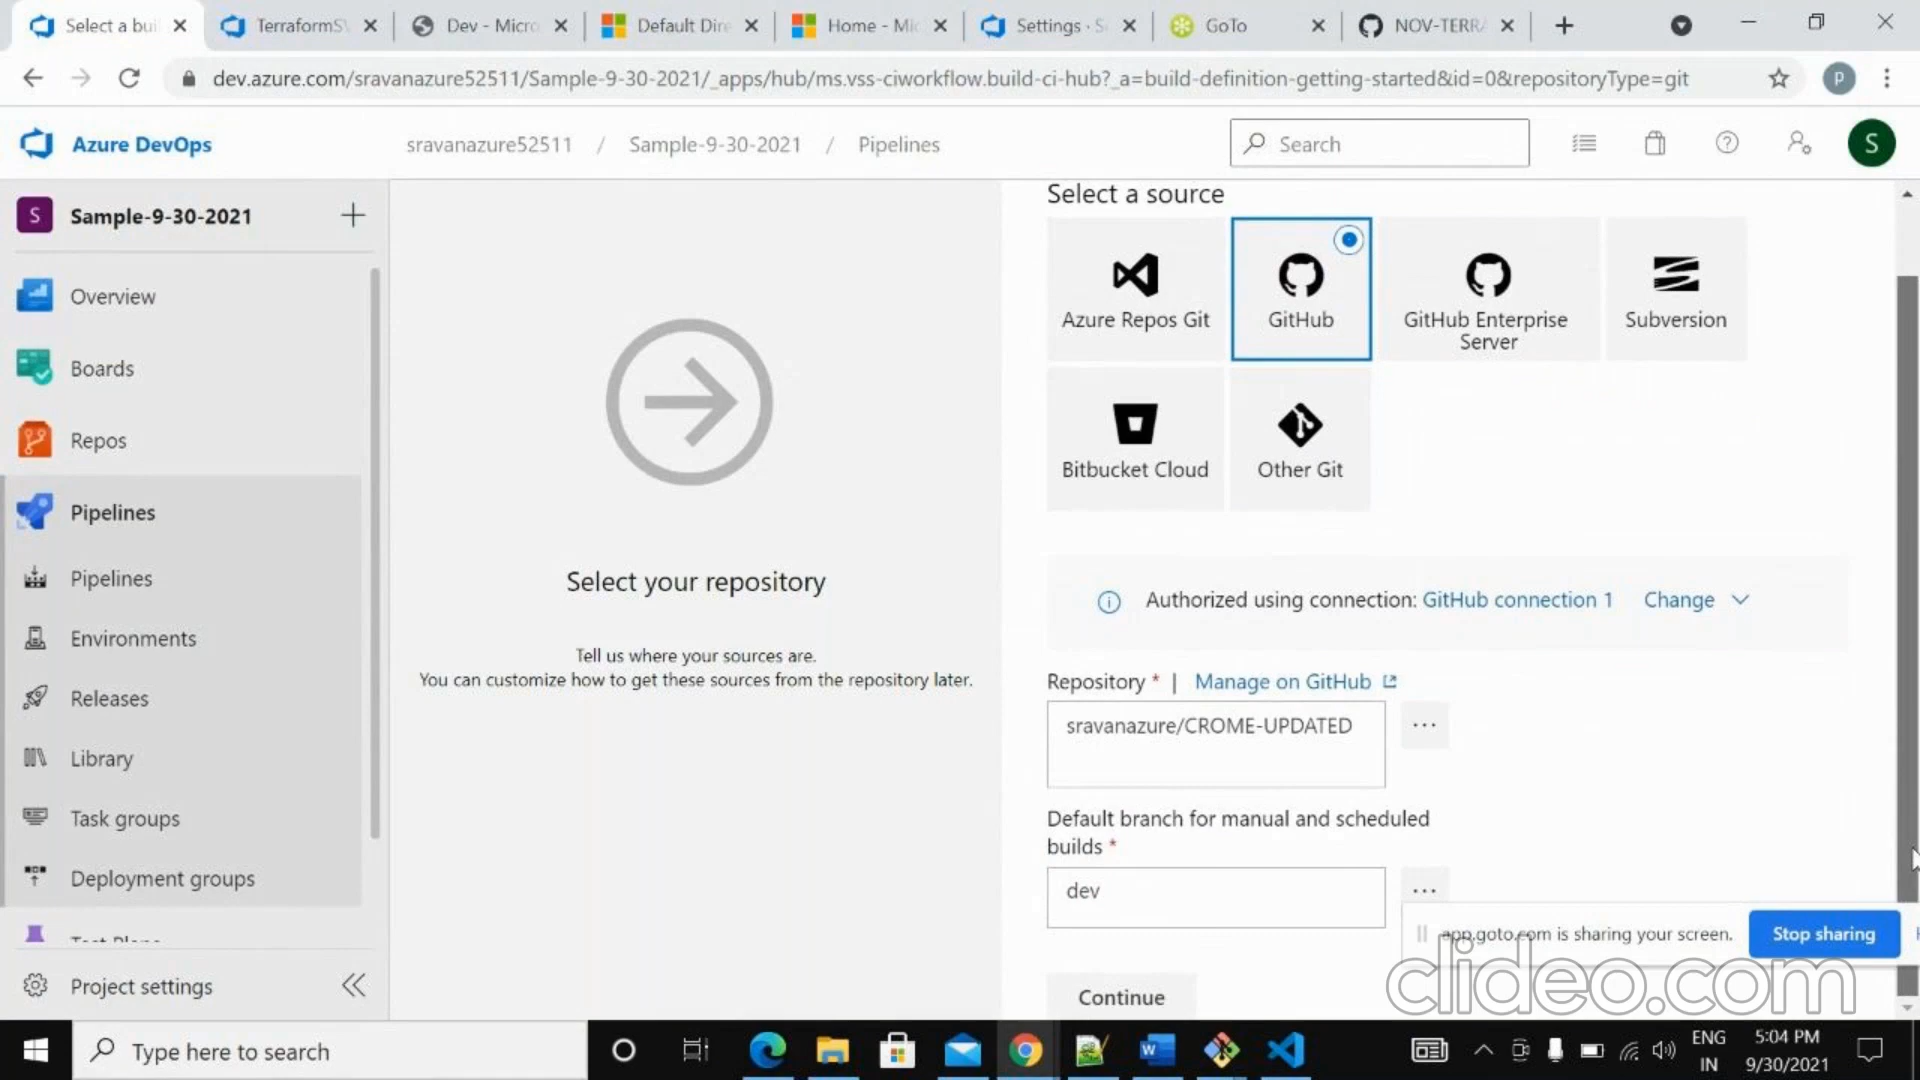 Select a bui
TerraformS
Dev - Micro
Default Dire
Home - Mic
Settings · S
GoTo
NOV-TERRA
dev.azure.com/sravanazure52511/Sample-9-30-2021/_apps/hub/ms.vss-ciworkflow.build-ci-hub?_a=build-definition-getting-started&id=0&repositoryType=git
P
Azure DevOps
sravanazure52511 / Sample-9-30-2021 / Pipelines
Search
S
S Sample-9-30-2021
Overview
Boards
Repos
Pipelines
Pipelines
Environments
Releases
Library
Task groups
Deployment groups
Test Plans
Project settings
Select your repository
Tell us where your sources are.
You can customize how to get these sources from the repository later.
Select a source
Azure Repos Git
GitHub
GitHub Enterprise
Server
Subversion
Bitbucket Cloud
Other Git
Authorized using connection: GitHub connection 1 Change
Repository * | Manage on GitHub
sravanazure/CROME-UPDATED
...
Default branch for manual and scheduled
builds *
dev
...
app.goto.com is sharing your screen.
Stop sharing
clideo.com
Continue
Type here to search
ENG
IN
5:04 PM
9/30/2021